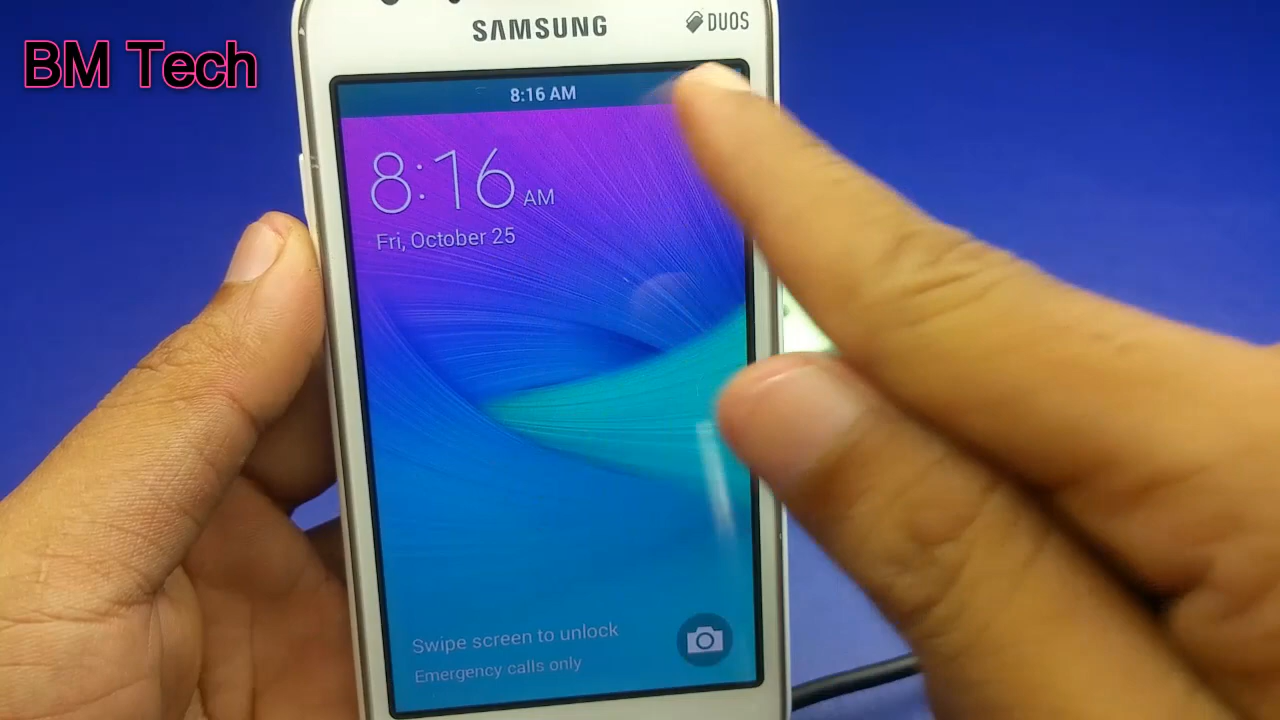 BM Tech
SAMSUNG
DUOS
8:16 AM
8:16 AM
Fri, October 25
Swipe screen to unlock
Emergency calls only